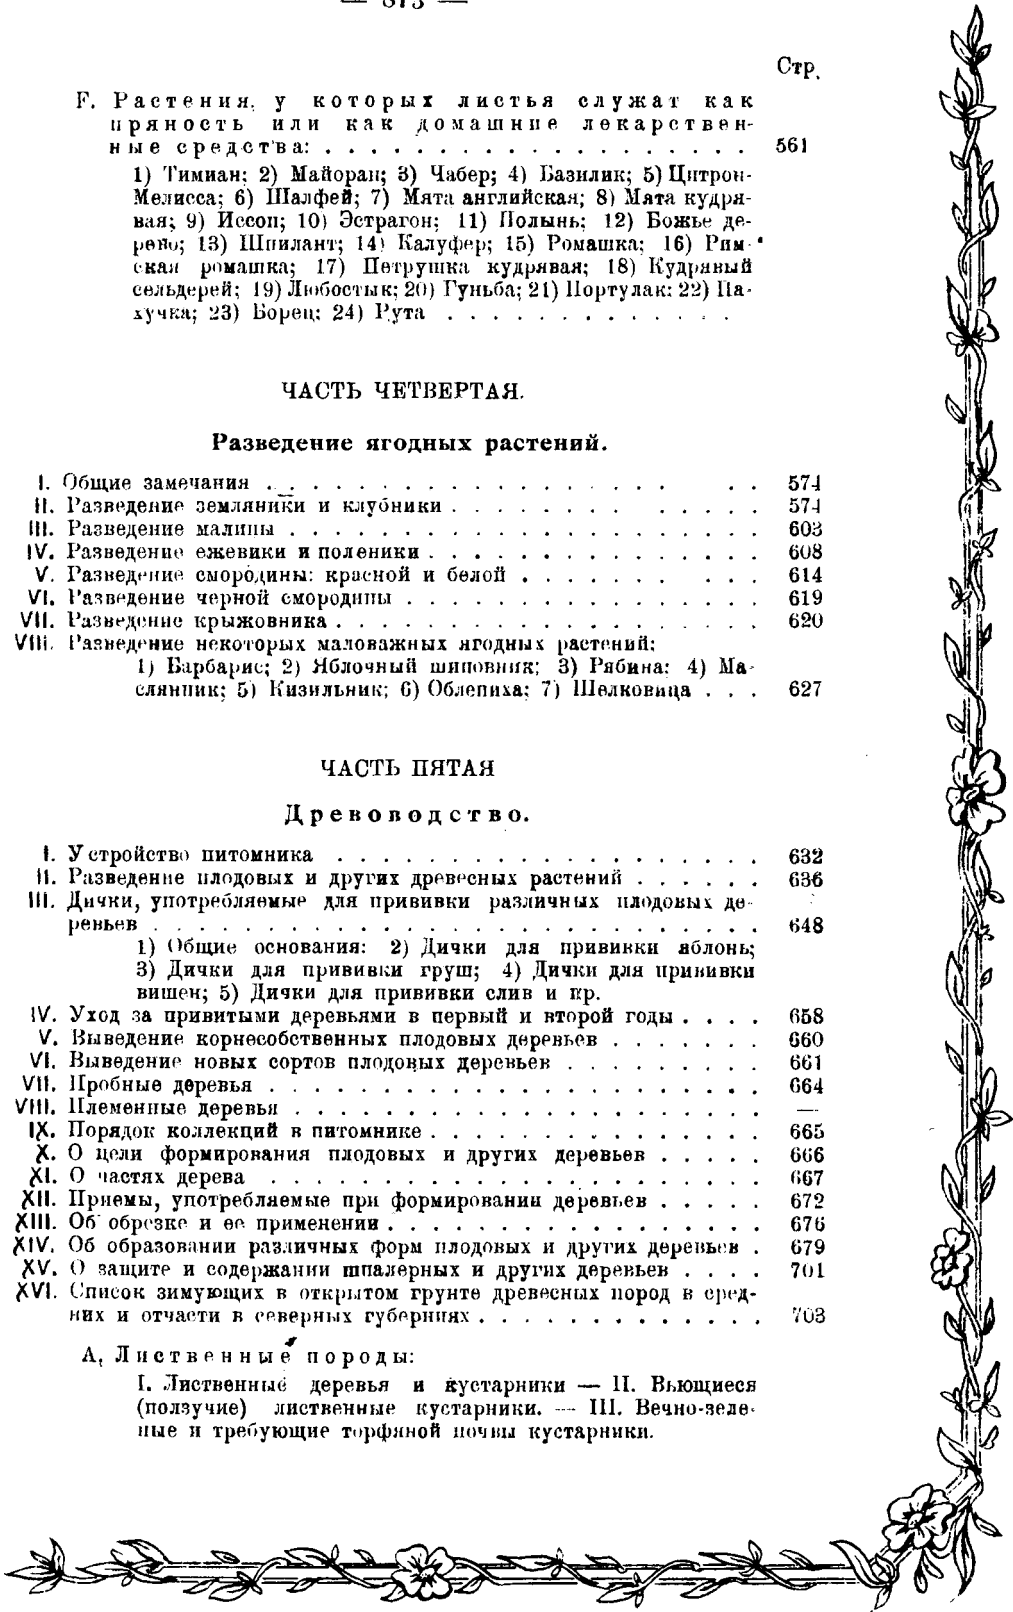 — 873 —
Стр.
F. Растения, у которых листья служат как
пряность или как домашние лекарствен-
ные средства: . . . . . . . . . . . . . . . . . . . 561
1) Тимиан; 2) Майоран; 3) Чабер; 4) Базилик; 5) Цитрон-
Мелисса; 6) Шалфей; 7) Мята английская; 8) Мята кудря-
вая; 9) Иссоп; 10) Эстрагон; 11) Полынь; 12) Божье де-
рево; 13) Шпилант; 14) Калуфер; 15) Ромашка; 16) Рим-
ская ромашка; 17) Петрушка кудрявая; 18) Кудрявый
сельдерей; 19) Любостык; 20) Гуньба; 21) Портулак; 22) Па-
хучка; 23) Борец; 24) Рута . . . . . . . . . . . . .
ЧАСТЬ ЧЕТВЕРТАЯ.
Разведение ягодных растений.
I. Общие замечания . . . . . . . . . . . . . . . . . . 574
II. Разведение земляники и клубники . . . . . . . . . . . . 574
III. Разведение малины . . . . . . . . . . . . . . . . . . . 603
IV. Разведение ежевики и поленики . . . . . . . . . . . . . . . 608
V. Разведение смородины: красной и белой . . . . . . . . . . 614
VI. Разведение черной смородины . . . . . . . . . . . . . . . . 619
VII. Разведение крыжовника . . . . . . . . . . . . . . . . . . . 620
VIII. Разведение некоторых маловажных ягодных растений:
1) Барбарис; 2) Яблочный шиповник; 3) Рябина; 4) Ма-
слянник; 5) Кизильник; 6) Облепиха; 7) Шелковица . . . 627
ЧАСТЬ ПЯТАЯ
Древоводство.
I. Устройство питомника . . . . . . . . . . . . . . . . . . . 632
II. Разведение плодовых и других древесных растений . . . . . . 636
III. Дички, употребляемые для прививки различных плодовых де-
ревьев . . . . . . . . . . . . . . . . . . . . . . . . . . . 648
1) Общие основания: 2) Дички для прививки яблонь;
3) Дички для прививки груш; 4) Дички для прививки
вишен; 5) Дички для прививки слив и пр.
IV. Уход за привитыми деревьями в первый и второй годы . . . . 658
V. Выведение корнесобственных плодовых деревьев . . . . . . . 660
VI. Выведение новых сортов плодовых деревьев . . . . . . . . . 661
VII. Пробные деревья . . . . . . . . . . . . . . . . . . . . . . 664
VIII. Племенные деревья . . . . . . . . . . . . . . . . . . . . . —
IX. Порядок коллекций в питомнике . . . . . . . . . . . . . . . 665
X. О цели формирования плодовых и других деревьев . . . . . 666
XI. О частях дерева . . . . . . . . . . . . . . . . . . . . . . 667
XII. Приемы, употребляемые при формировании деревьев . . . . . 672
XIII. Об обрезке и ее применении . . . . . . . . . . . . . . . . . 676
XIV. Об образовании различных форм плодовых и других деревьев . 679
XV. О защите и содержании шпалерных и других деревьев . . . . 701
XVI. Список зимующих в открытом грунте древесных пород в сред-
них и отчасти в северных губерниях . . . . . . . . . . . . . 703
А, Лиственные породы:
I. Лиственные деревья и кустарники — II. Вьющиеся
(ползучие) лиственные кустарники. — III. Вечно-зеле-
ные и требующие торфяной почвы кустарники.